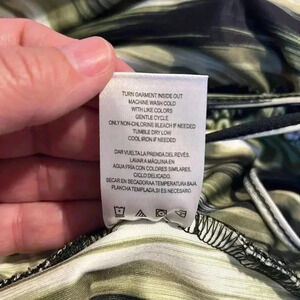 TURN GARMENT INSIDE OUT
MACHINE WASH COLD
WITH LIKE COLORS
GENTLE CYCLE
ONLY NON-CHLORINE BLEACH IF NEEDED
TUMBLE DRY LOW
COOL IRON IF NEEDED
DAR VUELTA LA PRENDA DEL REVÉS.
LAVAR A MÁQUINA EN
AGUA FRÍA CON COLORES SIMILARES.
CICLO DELICADO.
SECAR EN SECADORA A TEMPERATURA BAJA.
PLANCHA TEMPLADA.SI ES NECESARIO.